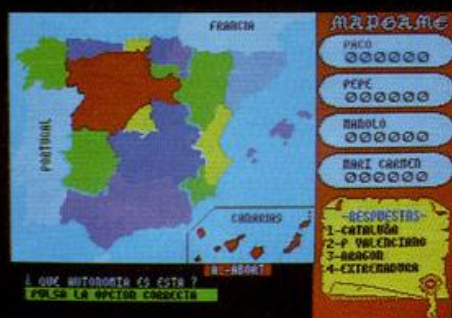 FRANCIA
PORTUGAL
CANARIAS
AL-ABORT
¿ QUE AUTONOMIA ES ESTA ?
PULSA LA OPCION CORRECTA
MAPGAME
PACO
000000
PEPE
000000
MANOLO
000000
MARI CARMEN
000000
-RESPUESTAS-
1-CATALUÑA
2-P VALENCIANO
3-ARAGON
4-EXTREMADURA